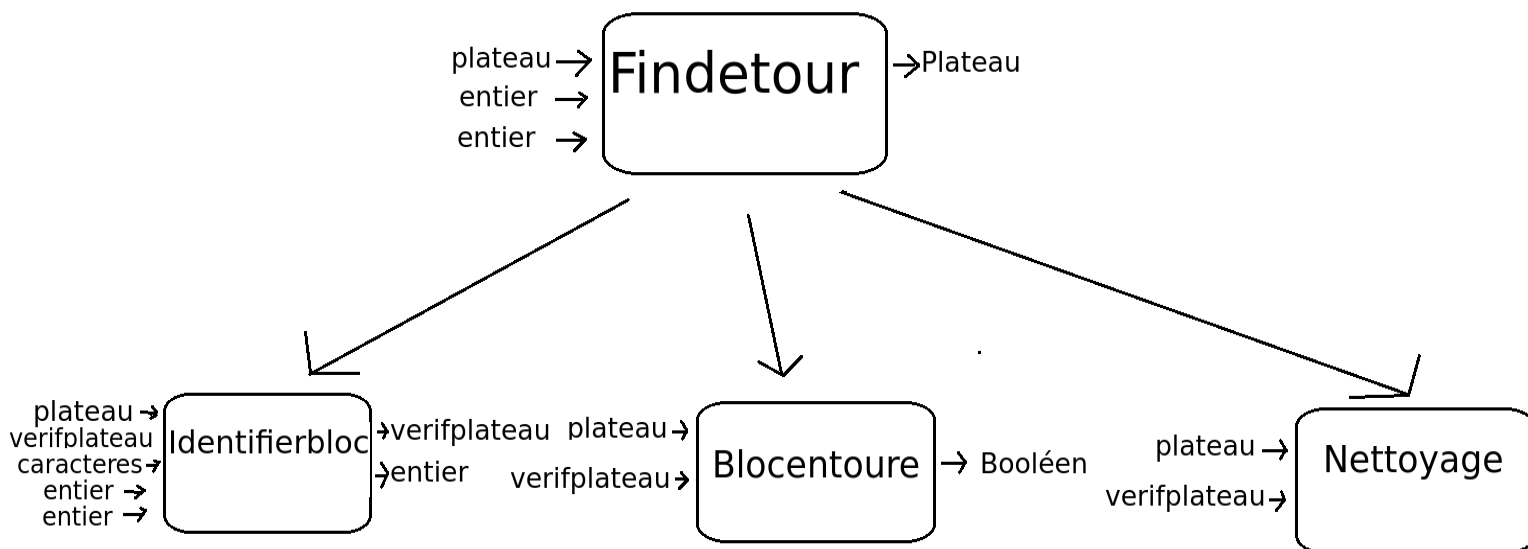 plateau
entier
entier
Findetour
Plateau
plateau
verifplateau
caracteres
entier
entier
Identifierbloc
verifplateau
entier
plateau
verifplateau
Blocentoure
Booléen
plateau
verifplateau
Nettoyage